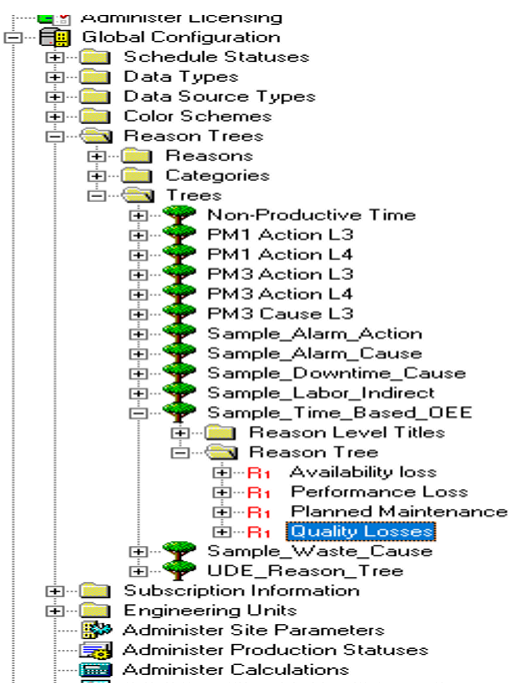 Administer Licensing
Global Configuration
Schedule Statuses
Data Types
Data Source Types
Color Schemes
Reason Trees
Reasons
Categories
Trees
Non-Productive Time
PM1 Action L3
PM1 Action L4
PM3 Action L3
PM3 Action L4
PM3 Cause L3
Sample_Alarm_Action
Sample_Alarm_Cause
Sample_Downtime_Cause
Sample_Labor_Indirect
Sample_Time_Based_OEE
Reason Level Titles
Reason Tree
R1 Availability loss
R1 Performance Loss
R1 Planned Maintenance
R1 Quality Losses
Sample_Waste_Cause
UDE_Reason_Tree
Subscription Information
Engineering Units
Administer Site Parameters
Administer Production Statuses
Administer Calculations